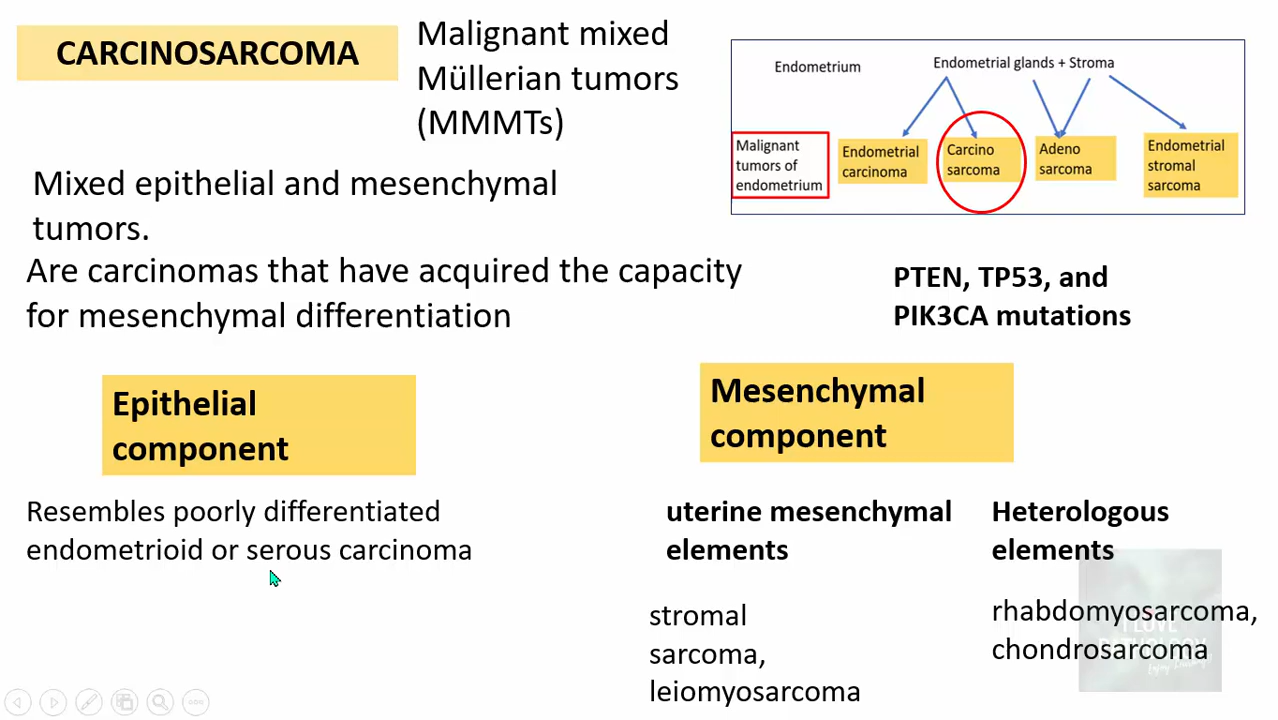 CARCINOSARCOMA
Malignant mixed
Müllerian tumors
(MMMTs)
Mixed epithelial and mesenchymal
tumors.
Are carcinomas that have acquired the capacity
for mesenchymal differentiation
Endometrium
Endometrial glands + Stroma
Malignant
tumors of
endometrium
Endometrial
carcinoma
Carcino
sarcoma
Adeno
sarcoma
Endometrial
stromal
sarcoma
PTEN, TP53, and
PIK3CA mutations
Epithelial
component
Resembles poorly differentiated
endometrioid or serous carcinoma
Mesenchymal
component
uterine mesenchymal
elements
stromal
sarcoma,
leiomyosarcoma
Heterologous
elements
rhabdomyosarcoma,
chondrosarcoma
I LOVE
PATHOLOGY